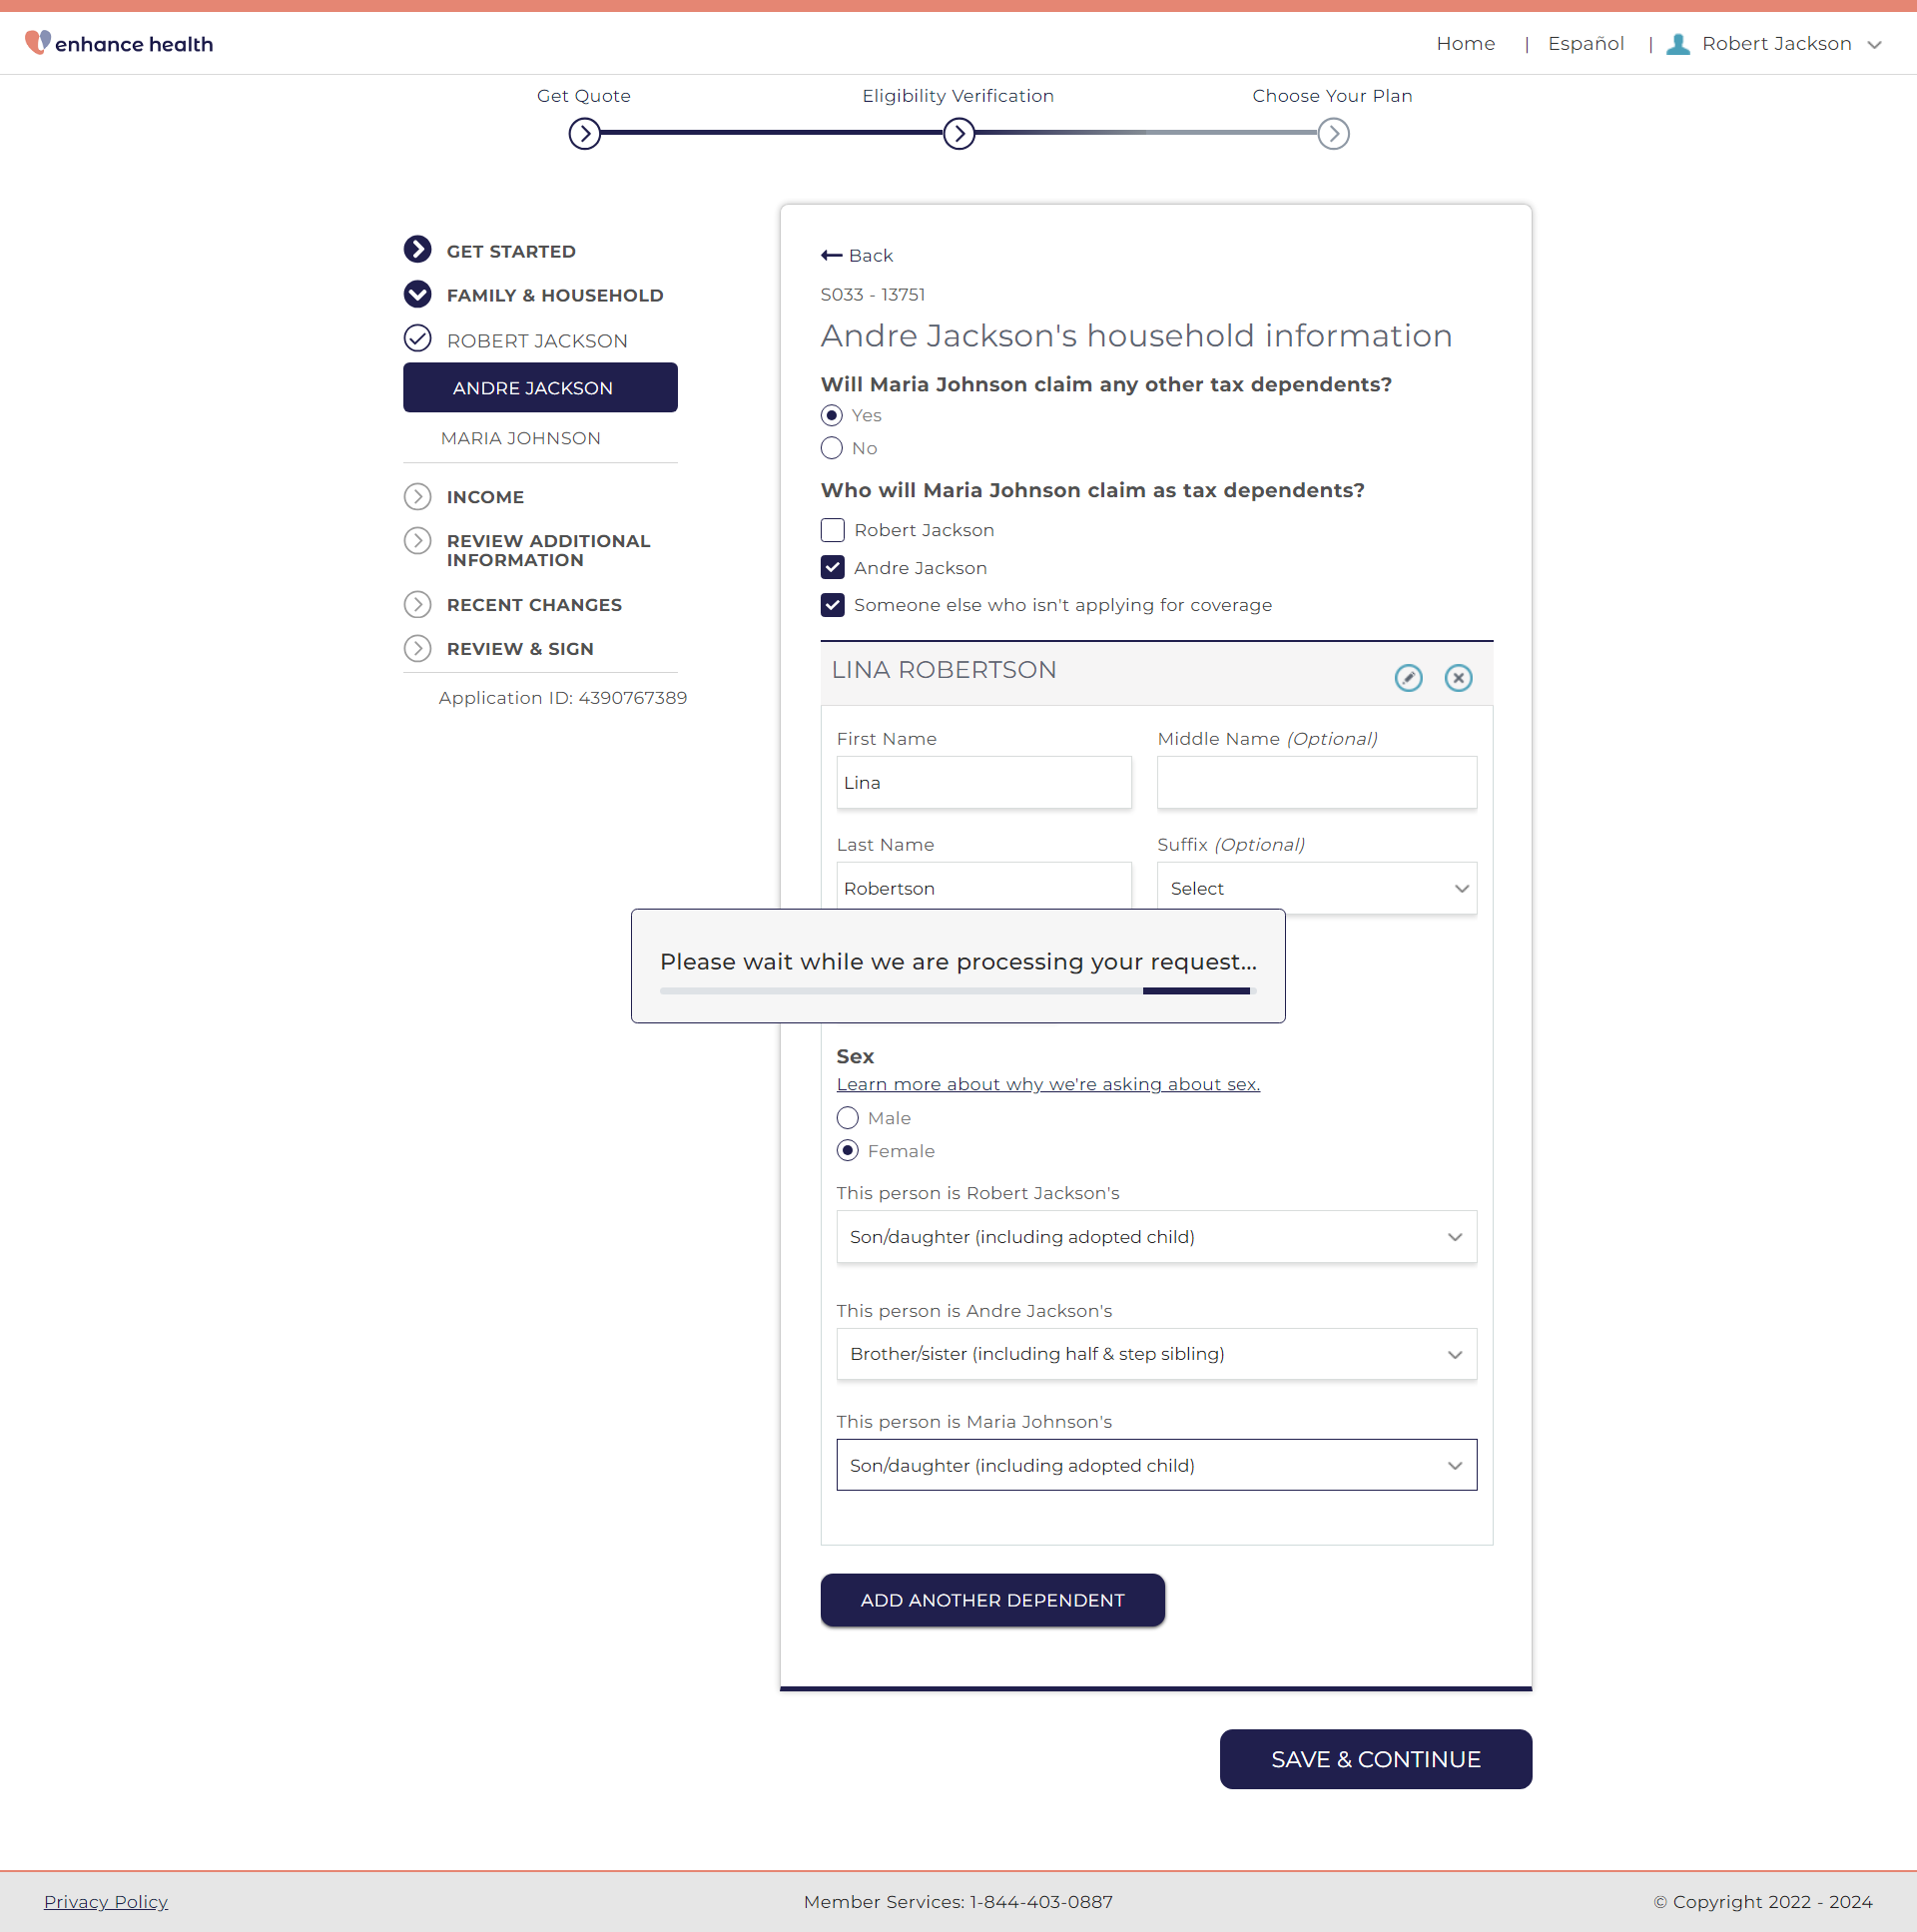 enhance health
Home | Español | Robert Jackson
Get Quote
Eligibility Verification
Choose Your Plan
GET STARTED
FAMILY & HOUSEHOLD
ROBERT JACKSON
ANDRE JACKSON
MARIA JOHNSON
INCOME
REVIEW ADDITIONAL
INFORMATION
RECENT CHANGES
REVIEW & SIGN
Application ID: 4390767389
Back
S033 - 13751
Andre Jackson's household information
Will Maria Johnson claim any other tax dependents?
Yes
No
Who will Maria Johnson claim as tax dependents?
Robert Jackson
Andre Jackson
Someone else who isn't applying for coverage
LINA ROBERTSON
First Name
Middle Name (Optional)
Lina
Last Name
Suffix (Optional)
Robertson
Select
Please wait while we are processing your request...
Sex
Learn more about why we're asking about sex.
Male
Female
This person is Robert Jackson's
Son/daughter (including adopted child)
This person is Andre Jackson's
Brother/sister (including half & step sibling)
This person is Maria Johnson's
Son/daughter (including adopted child)
ADD ANOTHER DEPENDENT
SAVE & CONTINUE
Privacy Policy
Member Services: 1-844-403-0887
© Copyright 2022 - 2024